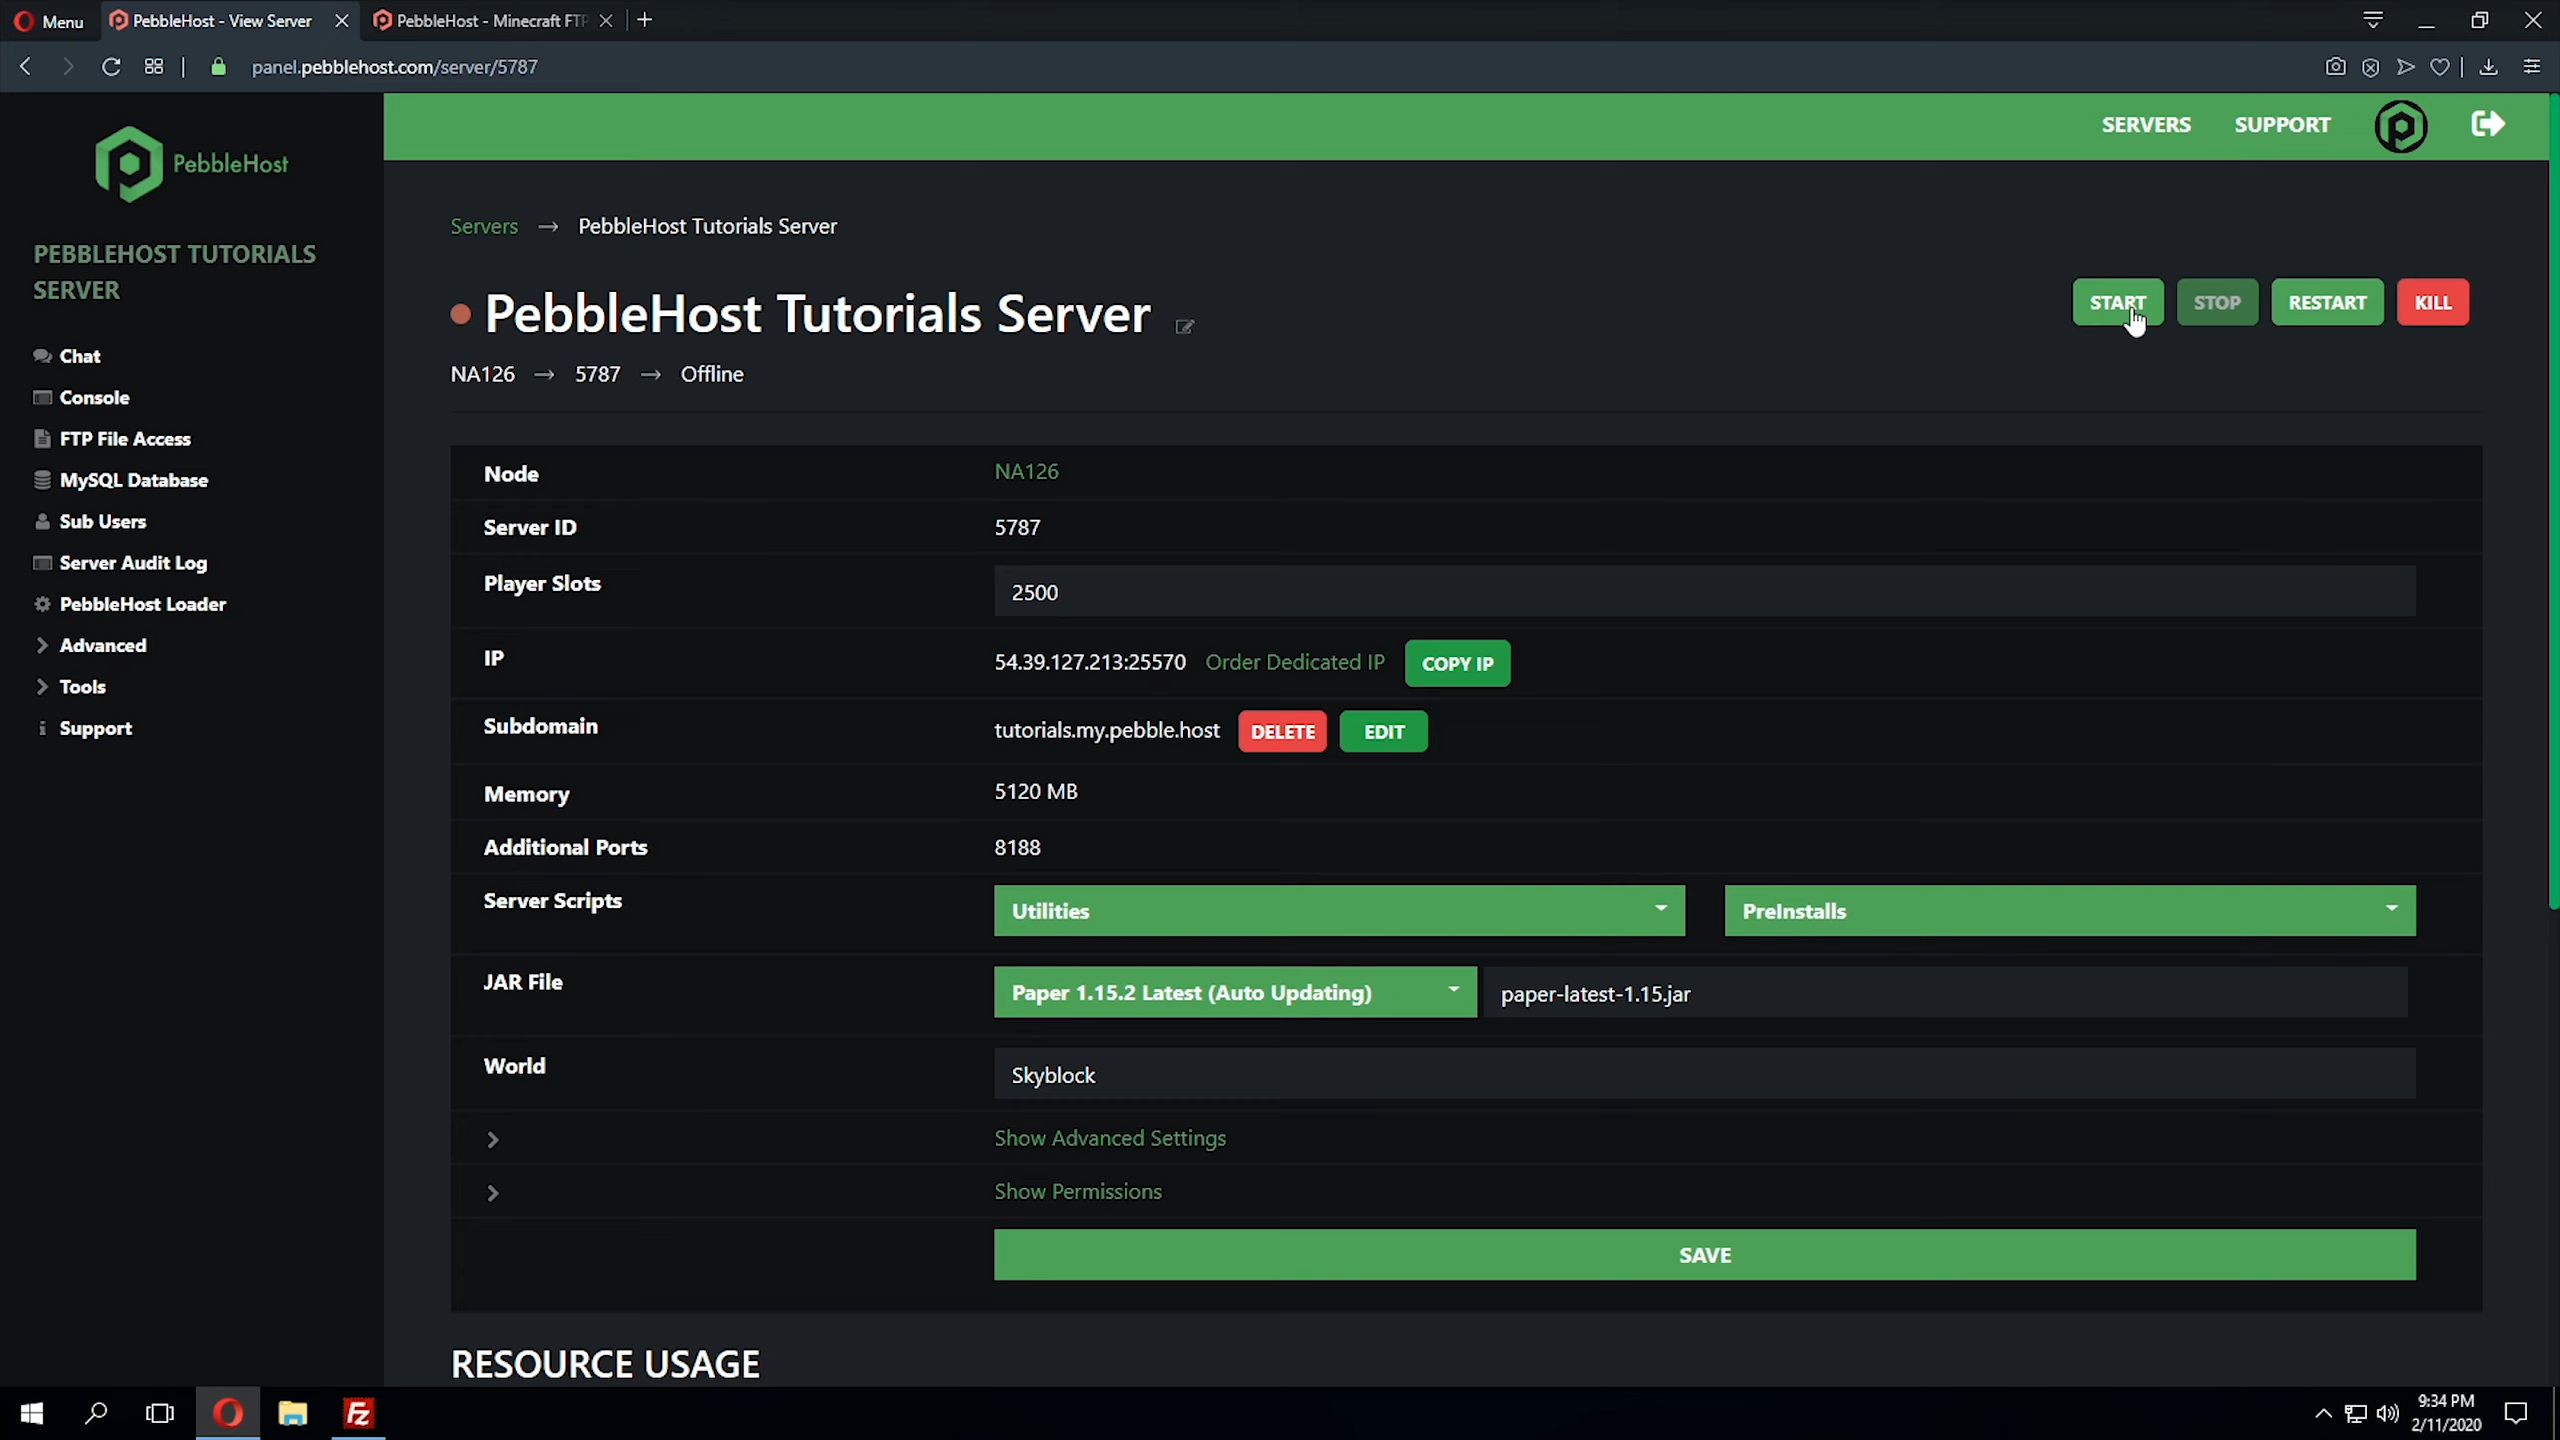 Menu
PebbleHost - View Server
PebbleHost - Minecraft FTP
panel.pebblehost.com/server/5787
PebbleHost
SERVERS
SUPPORT
PEBBLEHOST TUTORIALS
SERVER
Chat
Console
FTP File Access
MySQL Database
Sub Users
Server Audit Log
PebbleHost Loader
Advanced
Tools
Support
Servers → PebbleHost Tutorials Server
PebbleHost Tutorials Server
START
STOP
RESTART
KILL
NA126 → 5787 → Offline
Node
NA126
Server ID
5787
Player Slots
2500
IP
54.39.127.213:25570 Order Dedicated IP COPY IP
Subdomain
tutorials.my.pebble.host DELETE EDIT
Memory
5120 MB
Additional Ports
8188
Server Scripts
Utilities
PreInstalls
JAR File
Paper 1.15.2 Latest (Auto Updating)
paper-latest-1.15.jar
World
Skyblock
Show Advanced Settings
Show Permissions
SAVE
RESOURCE USAGE
Fz
9:34 PM
2/11/2020